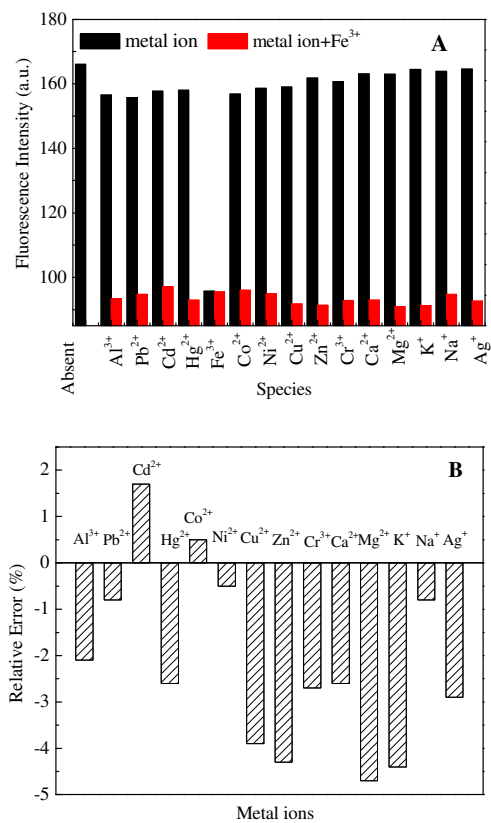 160
140
120
100
Fluorescence Intensity (a.u.)
metal ion
metal ion+Fe³⁺
A
Absent
Al³⁺
Pb²⁺
Cd²⁺
Hg²⁺
Fe³⁺
Co²⁺
Ni²⁺
Cu²⁺
Zn²⁺
Cr³⁺
Ca²⁺
Mg²⁺
K⁺
Na⁺
Ag⁺
Species
B
2
1
0
-1
-2
-3
-4
-5
Relative Error (%)
Cd²⁺
Co²⁺
Al³⁺ Pb²⁺ Hg²⁺ Ni²⁺ Cu²⁺ Zn²⁺ Cr³⁺ Ca²⁺ Mg²⁺ K⁺ Na⁺ Ag⁺
Metal ions